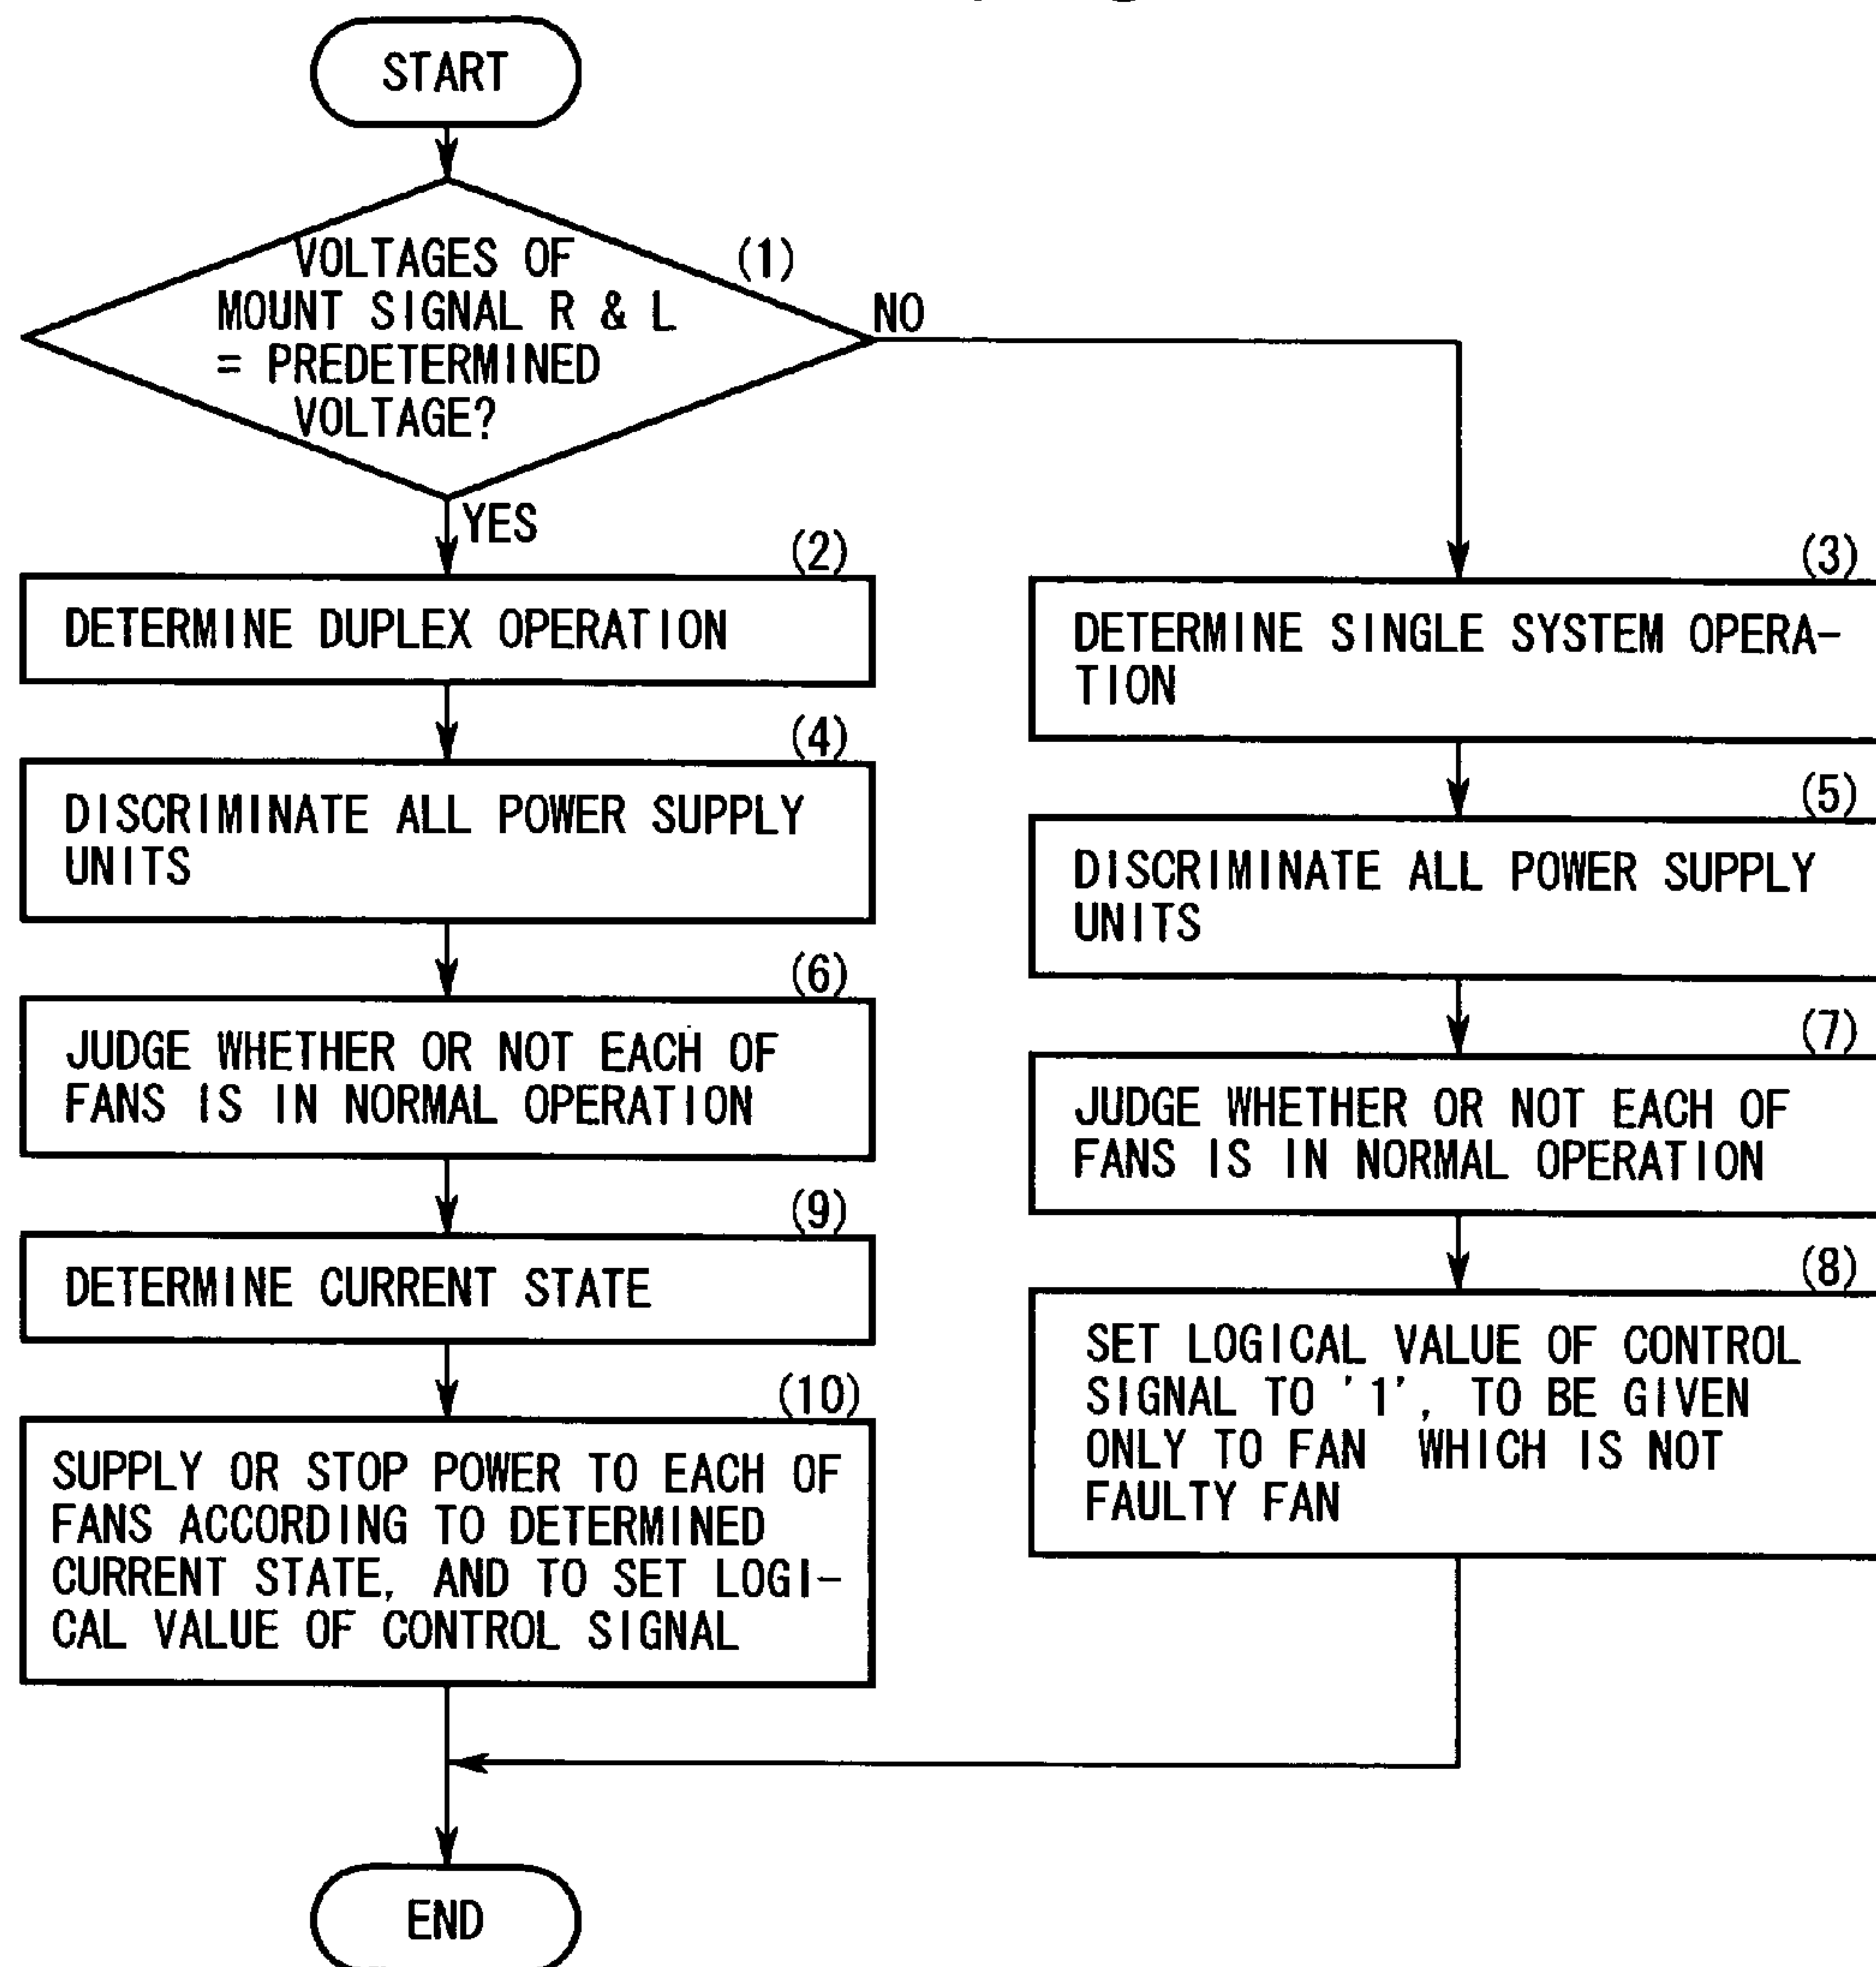 START
(1)
VOLTAGES OF
MOUNT SIGNAL R & L
= PREDETERMINED
VOLTAGE?
NO
YES
(2)
DETERMINE DUPLEX OPERATION
(4)
DISCRIMINATE ALL POWER SUPPLY
UNITS
(6)
JUDGE WHETHER OR NOT EACH OF
FANS IS IN NORMAL OPERATION
(9)
DETERMINE CURRENT STATE
(10)
SUPPLY OR STOP POWER TO EACH OF
FANS ACCORDING TO DETERMINED
CURRENT STATE, AND TO SET LOGI-
CAL VALUE OF CONTROL SIGNAL
(3)
DETERMINE SINGLE SYSTEM OPERA-
TION
(5)
DISCRIMINATE ALL POWER SUPPLY
UNITS
(7)
JUDGE WHETHER OR NOT EACH OF
FANS IS IN NORMAL OPERATION
(8)
SET LOGICAL VALUE OF CONTROL
SIGNAL TO '1', TO BE GIVEN
ONLY TO FAN WHICH IS NOT
FAULTY FAN
END